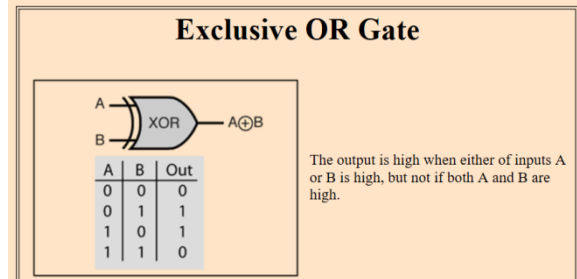 Exclusive OR Gate
A
XOR
A⊕B
B
A B Out
0 0 0
0 1 1
1 0 1
1 1 0
The output is high when either of inputs A
or B is high, but not if both A and B are
high.